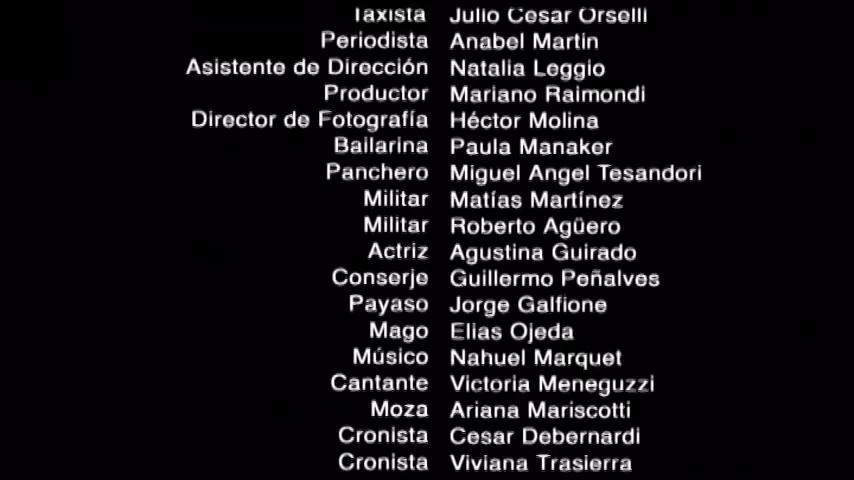 Taxista Julio Cesar Orselli
Periodista Anabel Martin
Asistente de Dirección Natalia Leggio
Productor Mariano Raimondi
Director de Fotografía Héctor Molina
Bailarina Paula Manaker
Panchero Miguel Angel Tesandori
Militar Matías Martínez
Militar Roberto Agüero
Actriz Agustina Guirado
Conserje Guillermo Peñalves
Payaso Jorge Galfione
Mago Elias Ojeda
Músico Nahuel Marquet
Cantante Victoria Meneguzzi
Moza Ariana Mariscotti
Cronista Cesar Debernardi
Cronista Viviana Trasierra